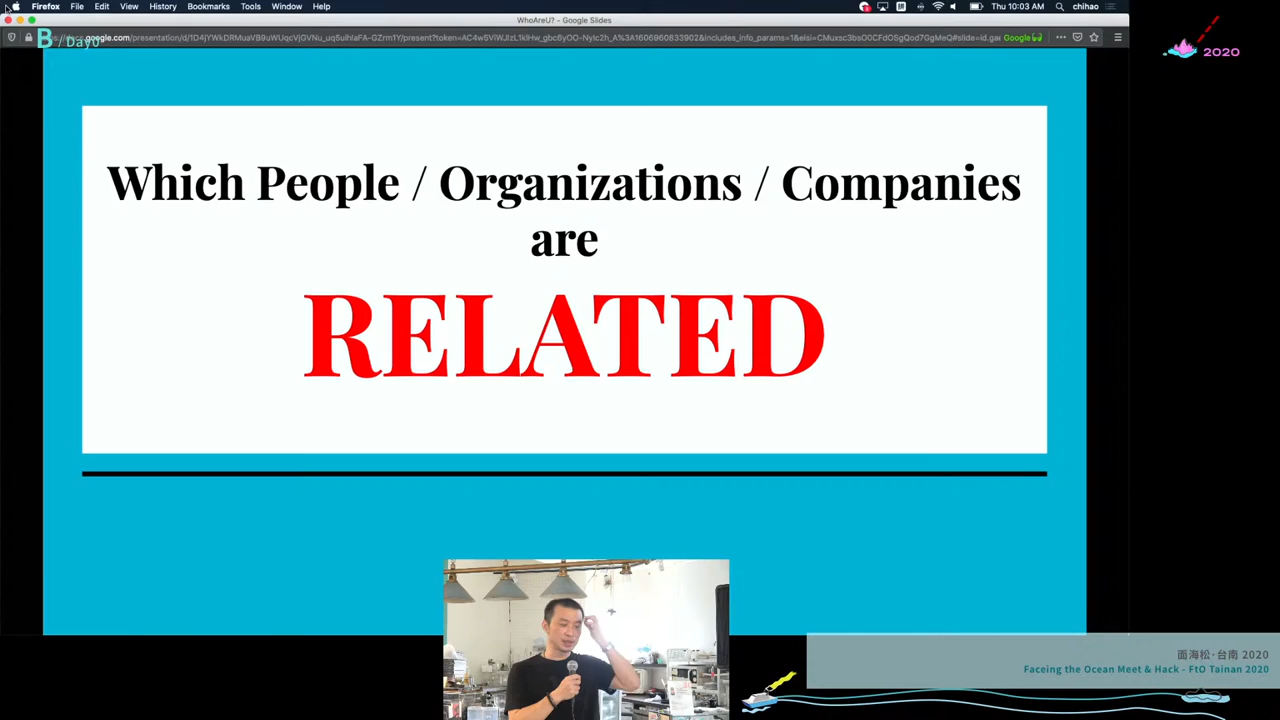 Firefox File Edit View History Bookmarks Tools Window Help
Thu 10:03 AM chihao
WhoAreU? - Google Slides
B / Day0
2020
Which People / Organizations / Companies
are
RELATED
面海松·台南 2020
Faceing the Ocean Meet & Hack - FtO Tainan 2020